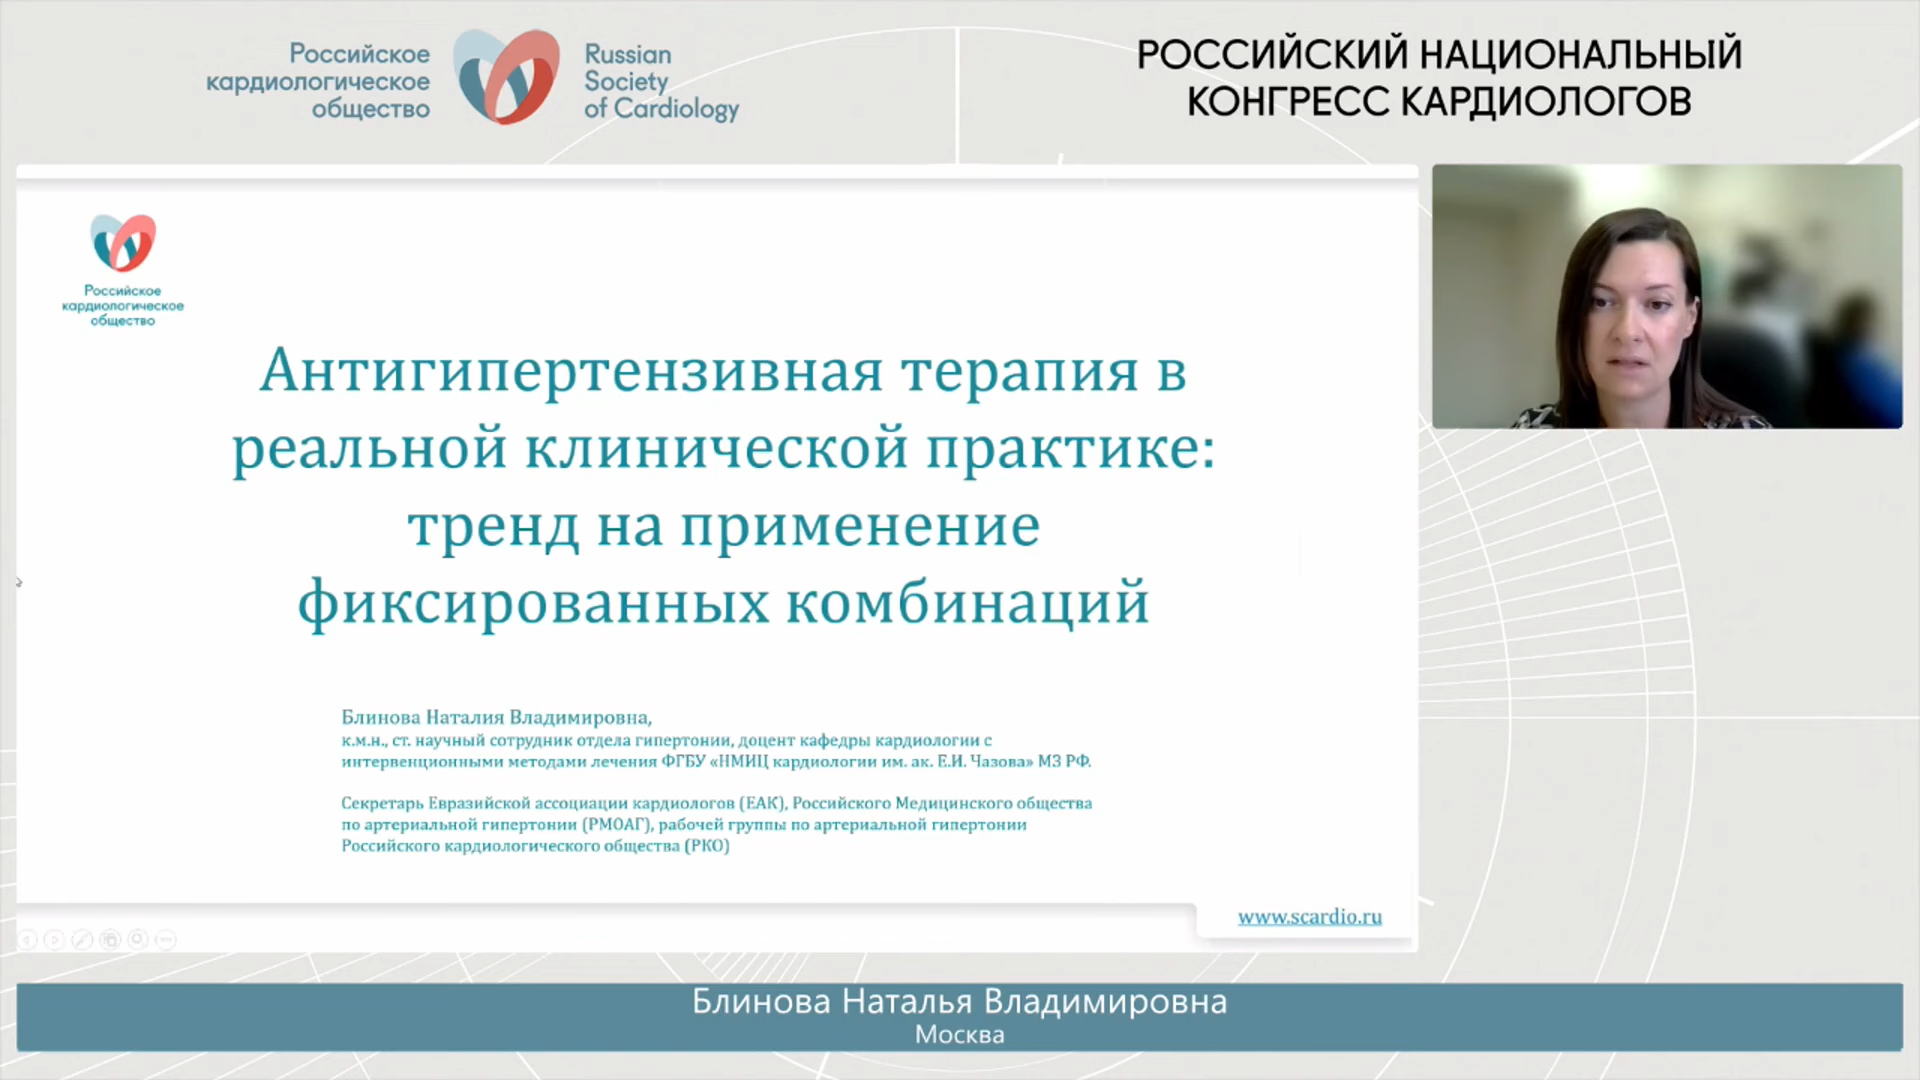 Российское
кардиологическое
общество
Russian
Society
of Cardiology
РОССИЙСКИЙ НАЦИОНАЛЬНЫЙ
КОНГРЕСС КАРДИОЛОГОВ
Российское
кардиологическое
общество
Антигипертензивная терапия в
реальной клинической практике:
тренд на применение
фиксированных комбинаций
Блинова Наталия Владимировна,
к.м.н., ст. научный сотрудник отдела гипертонии, доцент кафедры кардиологии с
интервенционными методами лечения ФГБУ «НМИЦ кардиологии им. ак. Е.И. Чазова» МЗ РФ.
Секретарь Евразийской ассоциации кардиологов (ЕАК), Российского Медицинского общества
по артериальной гипертонии (РМОАГ), рабочей группы по артериальной гипертонии
Российского кардиологического общества (РКО)
www.scardio.ru
Блинова Наталья Владимировна
Москва